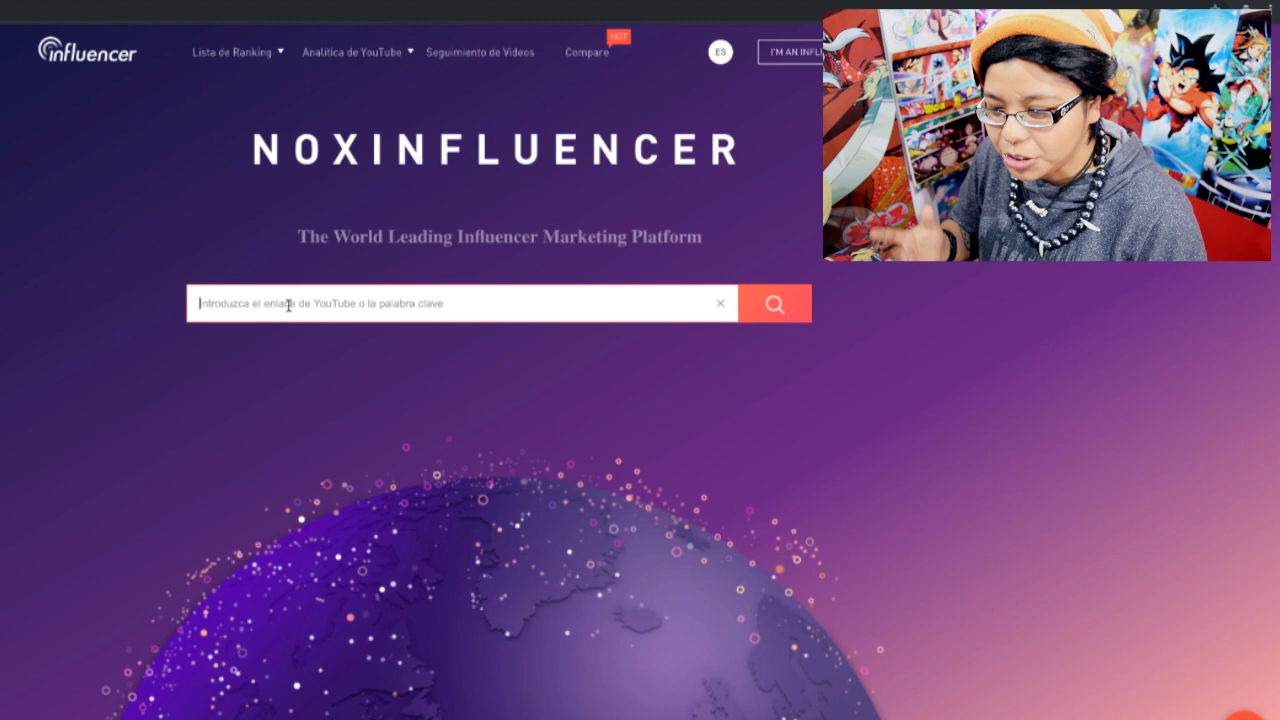 influencer
Lista de Ranking
Analítica de YouTube
Seguimiento de Videos
Compare
HOT
ES
I'M AN INFLU
NOXINFLUENCER
The World Leading Influencer Marketing Platform
Introduzca el enlace de YouTube o la palabra clave